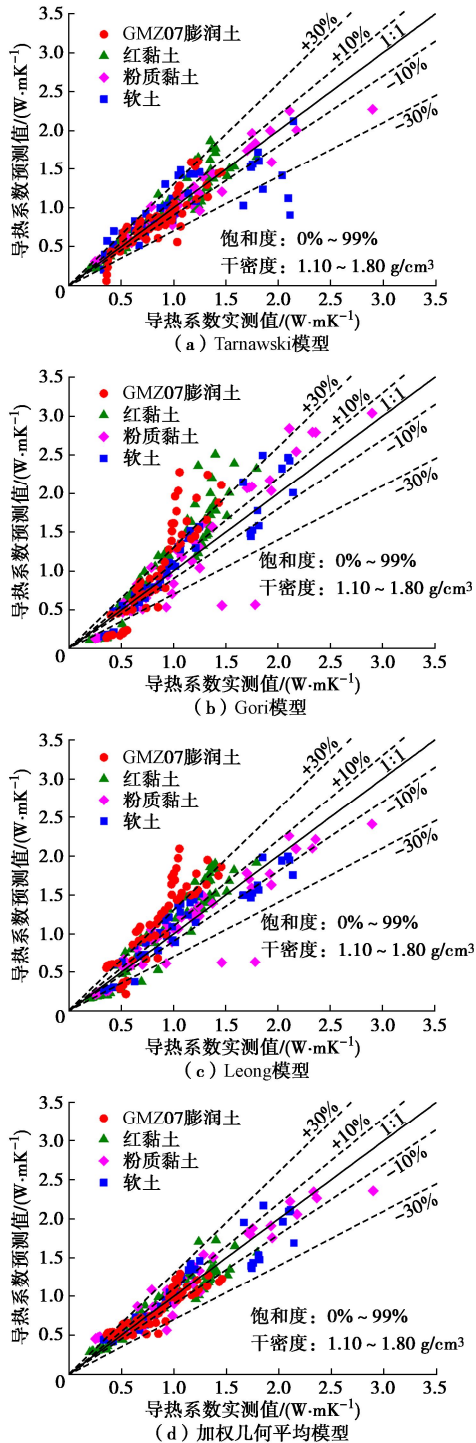 导热系数预测值/(W·mK⁻¹)
3.5
3.0
2.5
2.0
1.5
1.0
0.5
0
GMZ07膨润土
红黏土
粉质黏土
软土
+30%
+10%
1:1
−10%
−30%
饱和度：0%~99%
干密度：1.10~1.80 g/cm³
0.5 1.0 1.5 2.0 2.5 3.0 3.5
导热系数实测值/(W·mK⁻¹)
（a）Tarnawski模型
导热系数预测值/(W·mK⁻¹)
3.5
3.0
2.5
2.0
1.5
1.0
0.5
0
GMZ07膨润土
红黏土
粉质黏土
软土
+30%
+10%
1:1
−10%
−30%
饱和度：0%~99%
干密度：1.10~1.80 g/cm³
0.5 1.0 1.5 2.0 2.5 3.0 3.5
导热系数实测值/(W·mK⁻¹)
（b）Gori模型
导热系数预测值/(W·mK⁻¹)
3.5
3.0
2.5
2.0
1.5
1.0
0.5
0
GMZ07膨润土
红黏土
粉质黏土
软土
+30%
+10%
1:1
−10%
−30%
饱和度：0%~99%
干密度：1.10~1.80 g/cm³
0.5 1.0 1.5 2.0 2.5 3.0 3.5
导热系数实测值/(W·mK⁻¹)
（c）Leong模型
导热系数预测值/(W·mK⁻¹)
3.5
3.0
2.5
2.0
1.5
1.0
0.5
0
GMZ07膨润土
红黏土
粉质黏土
软土
+30%
+10%
1:1
−10%
−30%
饱和度：0%~99%
干密度：1.10~1.80 g/cm³
0.5 1.0 1.5 2.0 2.5 3.0 3.5
导热系数实测值/(W·mK⁻¹)
（d）加权几何平均模型